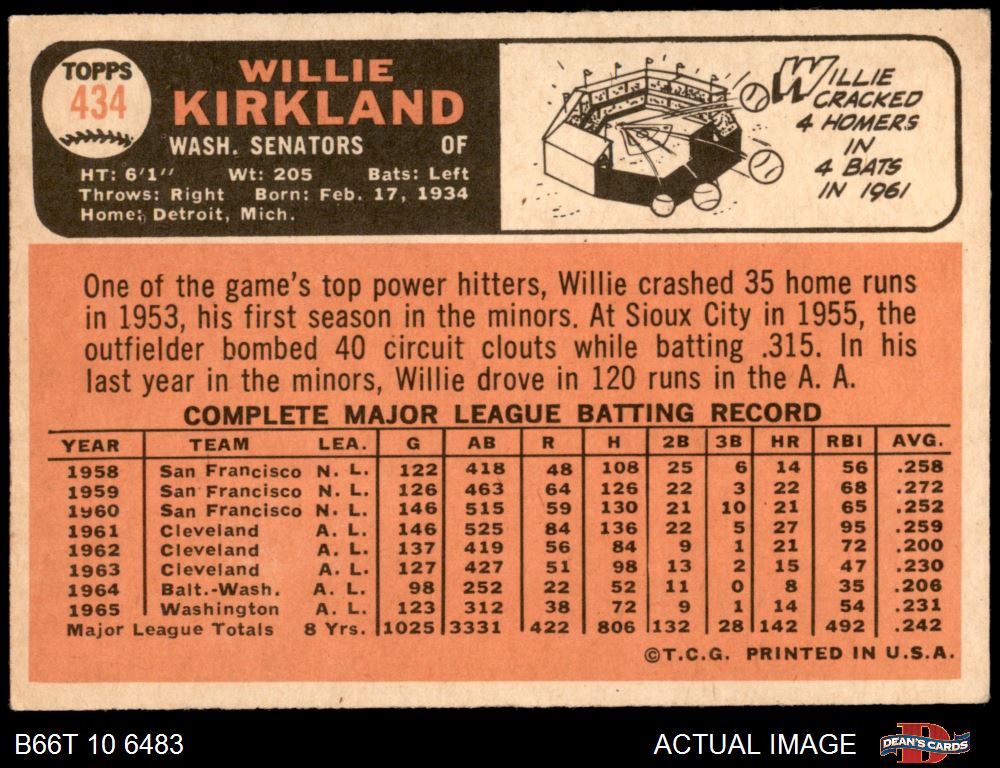 TOPPS
434
WILLIE
KIRKLAND
WASH. SENATORS OF
HT: 6'1" Wt: 205 Bats: Left
Throws: Right Born: Feb. 17, 1934
Home: Detroit, Mich.
WILLIE
CRACKED
4 HOMERS
IN
4 BATS
IN 1961
One of the game's top power hitters, Willie crashed 35 home runs
in 1953, his first season in the minors. At Sioux City in 1955, the
outfielder bombed 40 circuit clouts while batting .315. In his
last year in the minors, Willie drove in 120 runs in the A. A.
COMPLETE MAJOR LEAGUE BATTING RECORD
YEAR TEAM LEA. G AB R H 2B 3B HR RBI AVG.
1958 San Francisco N. L. 122 418 48 108 25 6 14 56 .258
1959 San Francisco N. L. 126 463 64 126 22 3 22 68 .272
1960 San Francisco N. L. 146 515 59 130 21 10 21 65 .252
1961 Cleveland A. L. 146 525 84 136 22 5 27 95 .259
1962 Cleveland A. L. 137 419 56 84 9 1 21 72 .200
1963 Cleveland A. L. 127 427 51 98 13 2 15 47 .230
1964 Balt.-Wash. A. L. 98 252 22 52 11 0 8 35 .206
1965 Washington A. L. 123 312 38 72 9 1 14 54 .231
Major League Totals 8 Yrs. 1025 3331 422 806 132 28 142 492 .242
©T.C.G. PRINTED IN U.S.A.
B66T 10 6483 ACTUAL IMAGE
D
DEAN'S CARDS